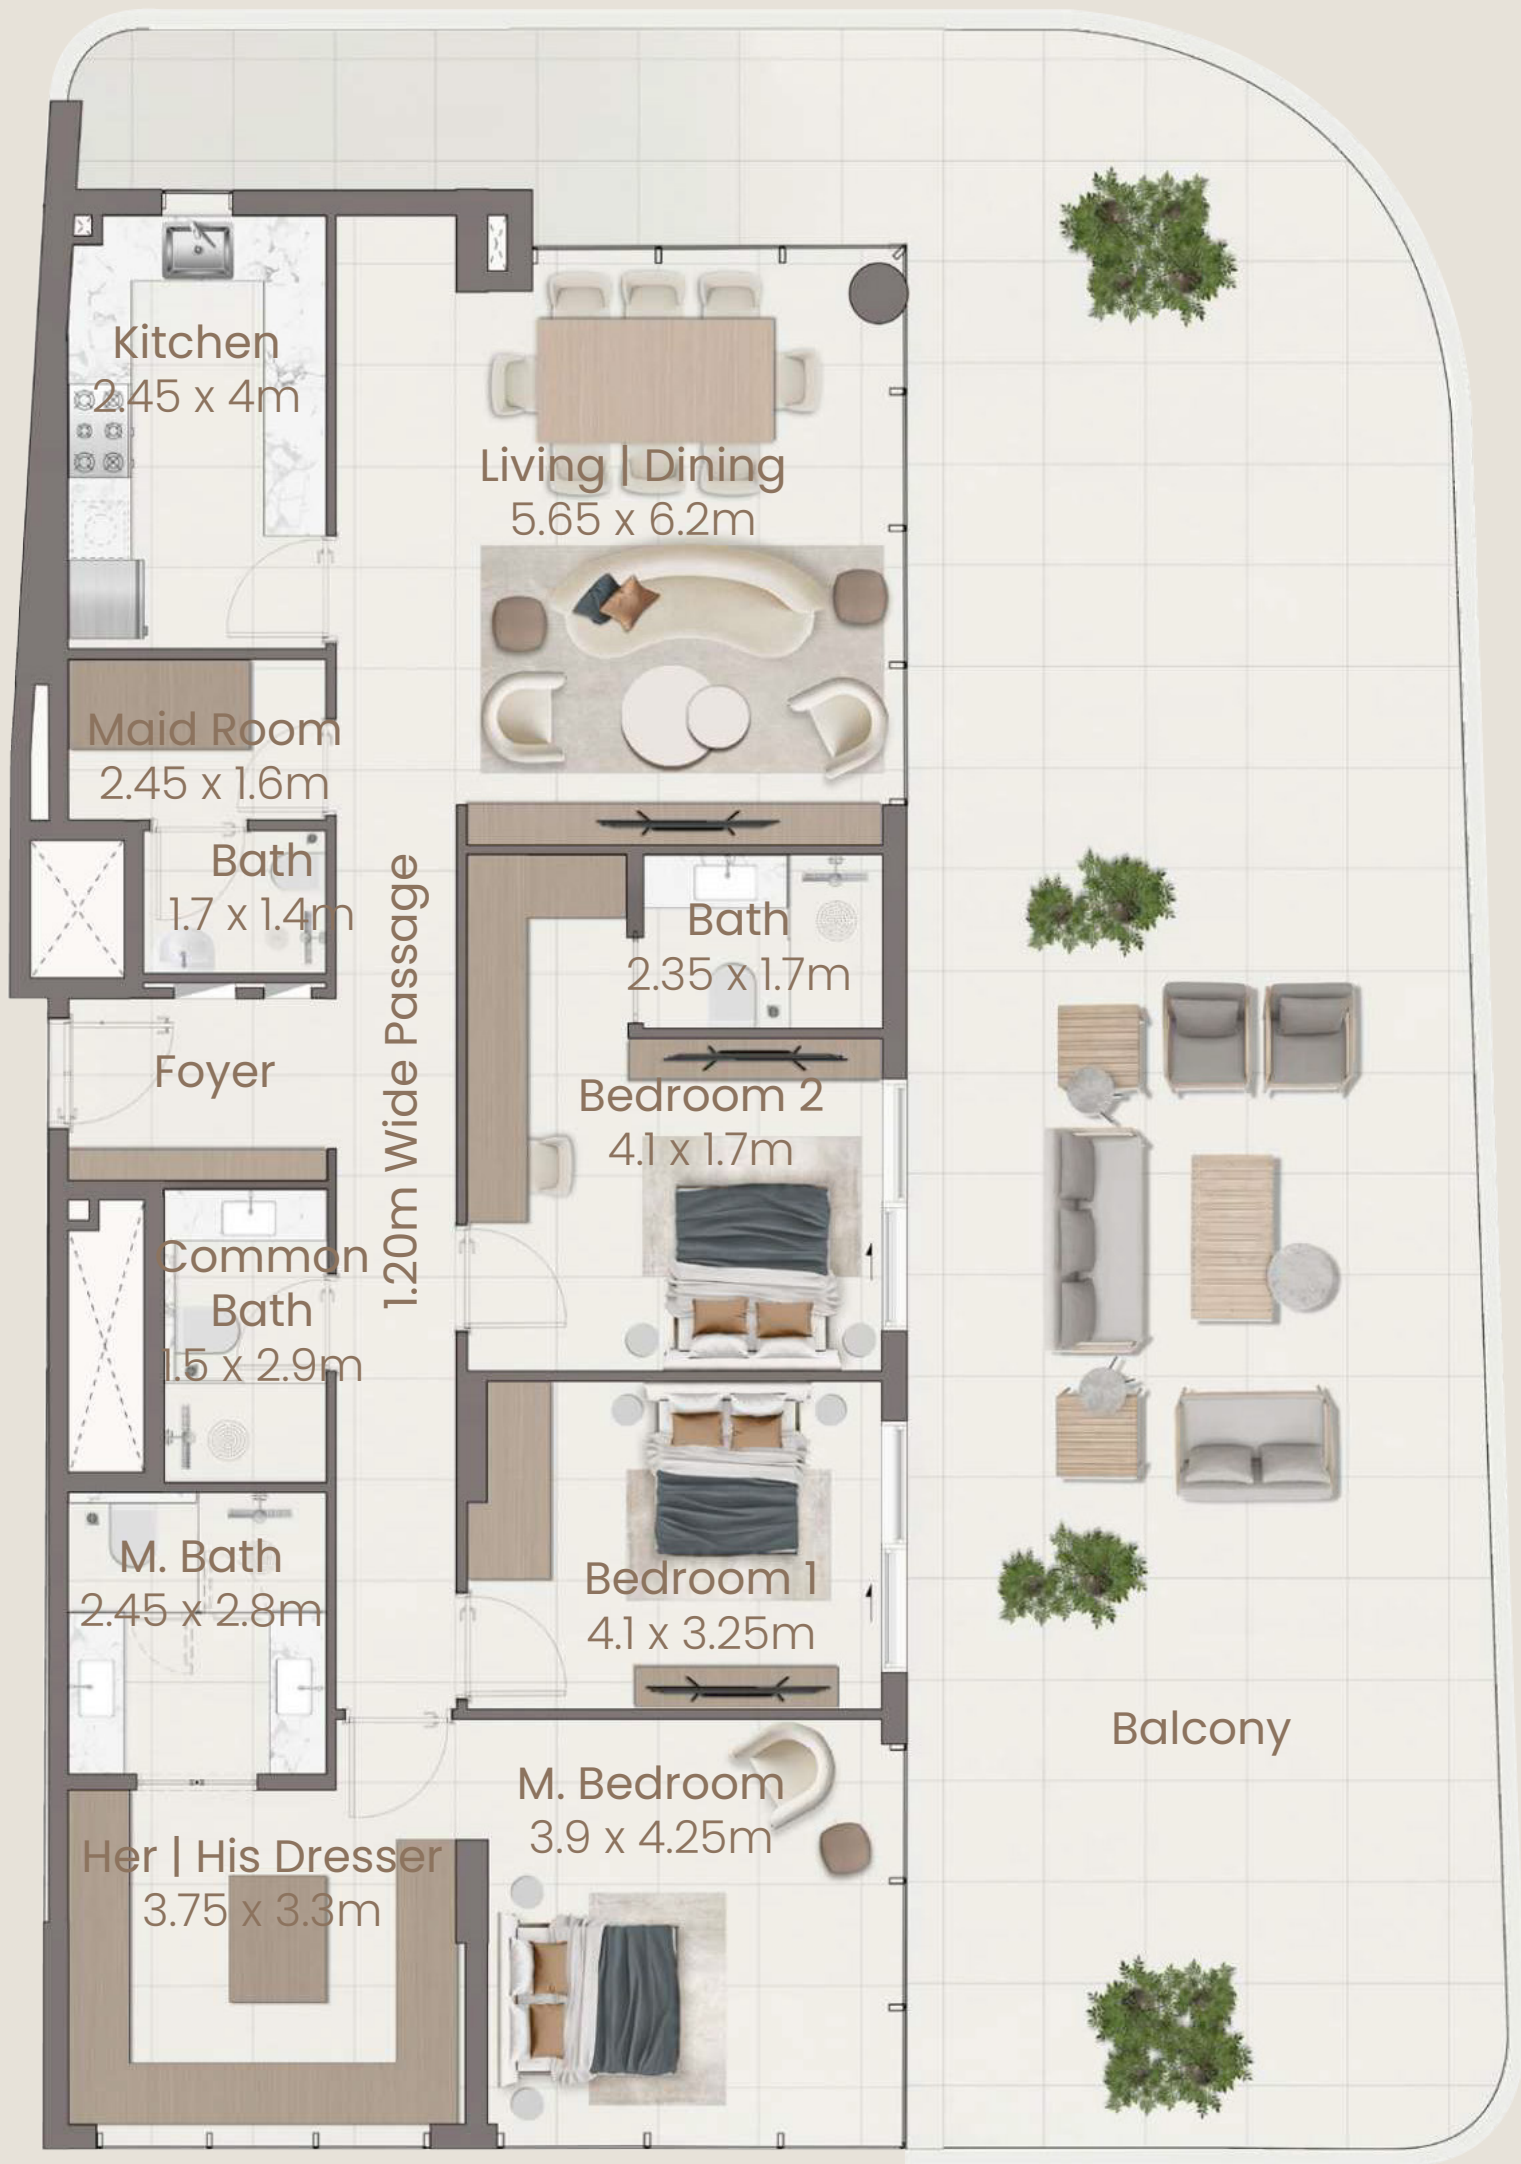 Kitchen
2.45 x 4m
Living | Dining
5.65 x 6.2m
Maid Room
2.45 x 1.6m
Bath
1.7 x 1.4m
1.20m Wide Passage
Bath
2.35 x 1.7m
Foyer
Bedroom 2
4.1 x 1.7m
Common
Bath
1.5 x 2.9m
M. Bath
2.45 x 2.8m
Bedroom 1
4.1 x 3.25m
Balcony
M. Bedroom
3.9 x 4.25m
Her | His Dresser
3.75 x 3.3m